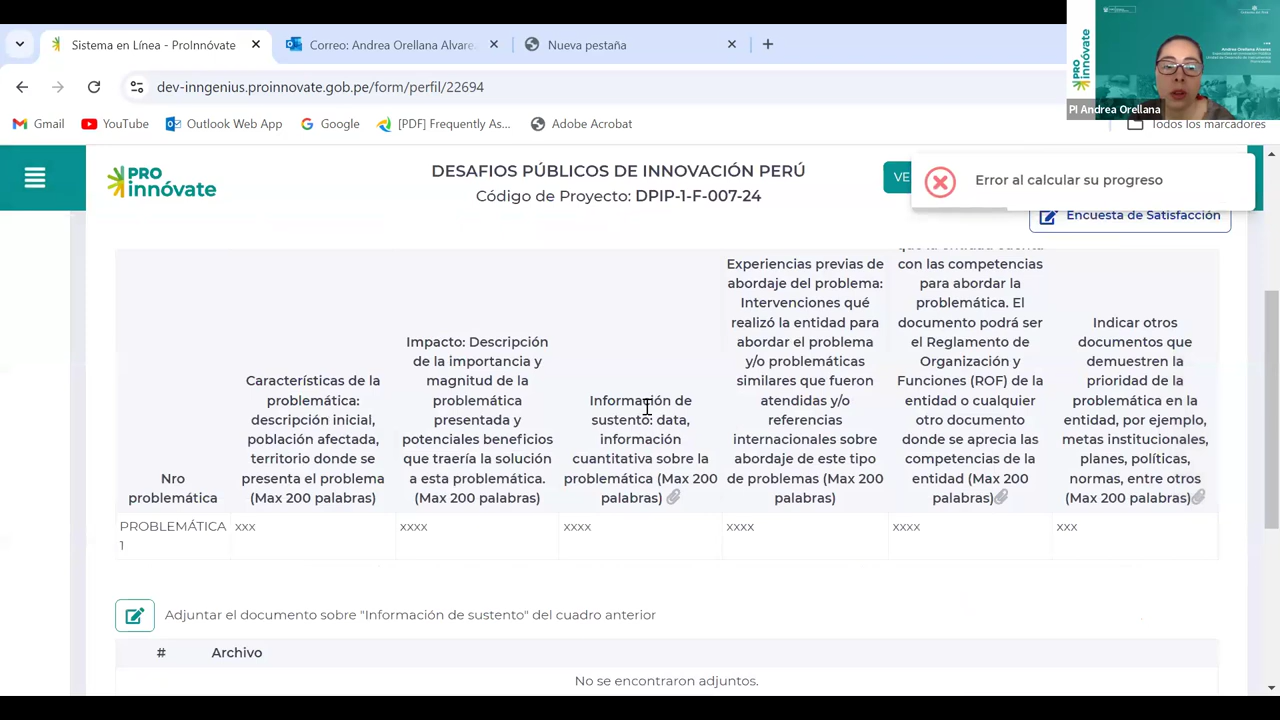 Sistema en Línea - ProInnóvate
Correo: Andrea Orellana Alvare
Nueva pestaña
dev-inngenius.proinnovate.gob.pe/form/perfil/22694
Gmail
YouTube
Outlook Web App
Google
[F[F] Frequently As...
Adobe Acrobat
Todos los marcadores
PRO
innóvate
Andrea Orellana Alvarez
PI Andrea Orellana
PRO
innóvate
DESAFIOS PÚBLICOS DE INNOVACIÓN PERÚ
Código de Proyecto: DPIP-1-F-007-24
VE
Error al calcular su progreso
Encuesta de Satisfacción
Nro
problemática
Características de la
problemática:
descripción inicial,
población afectada,
territorio donde se
presenta el problema
(Max 200 palabras)
Impacto: Descripción
de la importancia y
magnitud de la
problemática
presentada y
potenciales beneficios
que traería la solución
a esta problemática.
(Max 200 palabras)
Información de
sustento: data,
información
cuantitativa sobre la
problemática (Max 200
palabras)
Experiencias previas de
abordaje del problema:
Intervenciones qué
realizó la entidad para
abordar el problema
y/o problemáticas
similares que fueron
atendidas y/o
referencias
internacionales sobre
abordaje de este tipo
de problemas (Max 200
palabras)
que la entidad cuenta
con las competencias
para abordar la
problemática. El
documento podrá ser
el Reglamento de
Organización y
Funciones (ROF) de la
entidad o cualquier
otro documento
donde se aprecia las
competencias de la
entidad (Max 200
palabras)
Indicar otros
documentos que
demuestren la
prioridad de la
problemática en la
entidad, por ejemplo,
metas institucionales,
planes, políticas,
normas, entre otros
(Max 200 palabras)
PROBLEMÁTICA
1
xxx
xxxx
xxxx
xxxx
xxxx
xxx
Adjuntar el documento sobre "Información de sustento" del cuadro anterior
# Archivo
No se encontraron adjuntos.